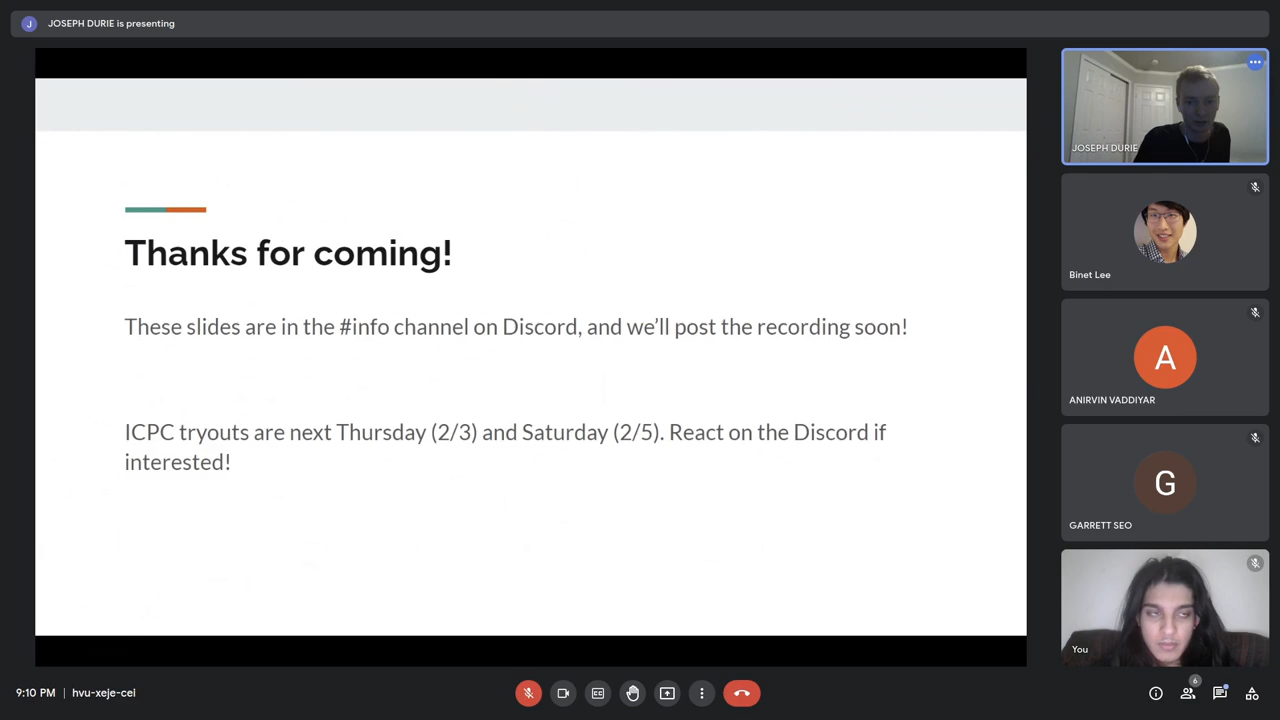 J
JOSEPH DURIE is presenting
Thanks for coming!
These slides are in the #info channel on Discord, and we'll post the recording soon!
ICPC tryouts are next Thursday (2/3) and Saturday (2/5). React on the Discord if
interested!
JOSEPH DURIE
Binet Lee
A
ANIRVIN VADDIYAR
G
GARRETT SEO
You
9:10 PM | hvu-xeje-cei
CC
6